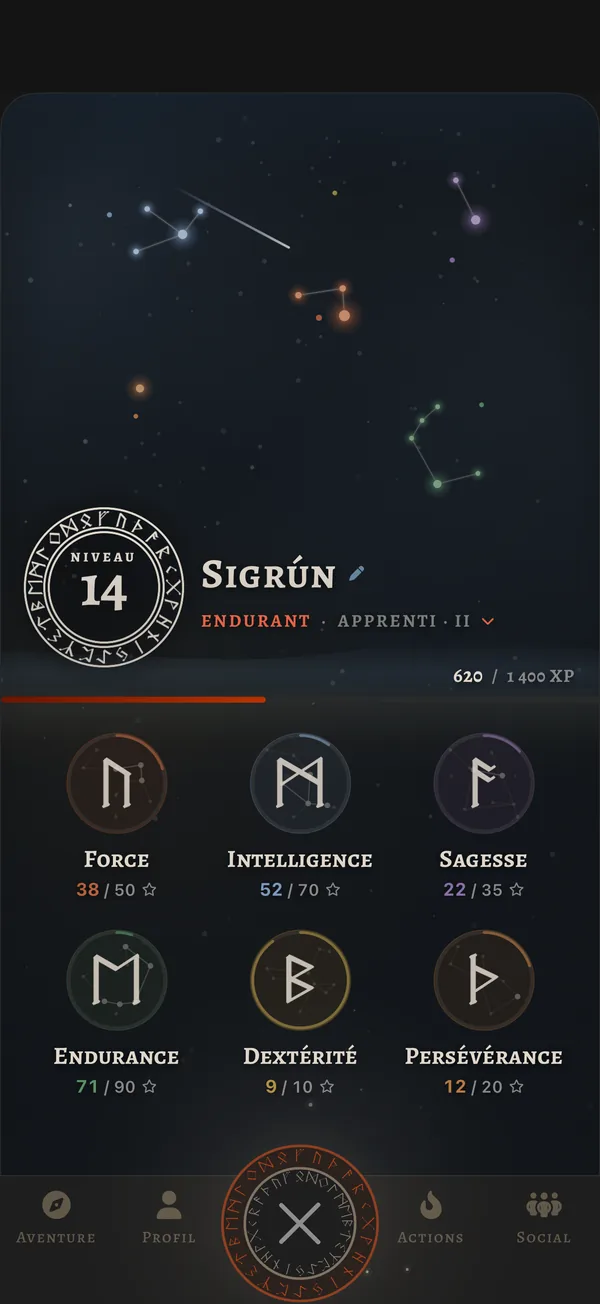 NIVEAU
14
Sigrún
ENDURANT · APPRENTI · II
620 / 1 400 XP
ᚢ ᛗ ᚨ
Force Intelligence Sagesse
38 / 50 52 / 70 22 / 35
ᛖ ᛒ ᚦ
Endurance Dextérité Persévérance
71 / 90 9 / 10 12 / 20
Aventure Profil Actions Social